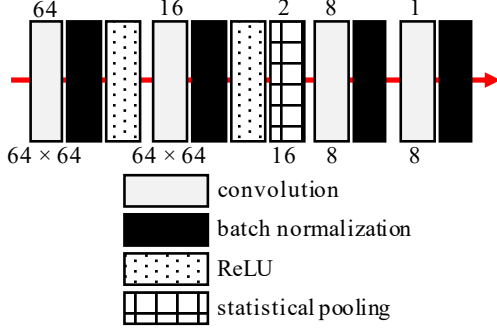 64 16 2 8 1
64 × 64 64 × 64 16 8 8
convolution
batch normalization
ReLU
statistical pooling